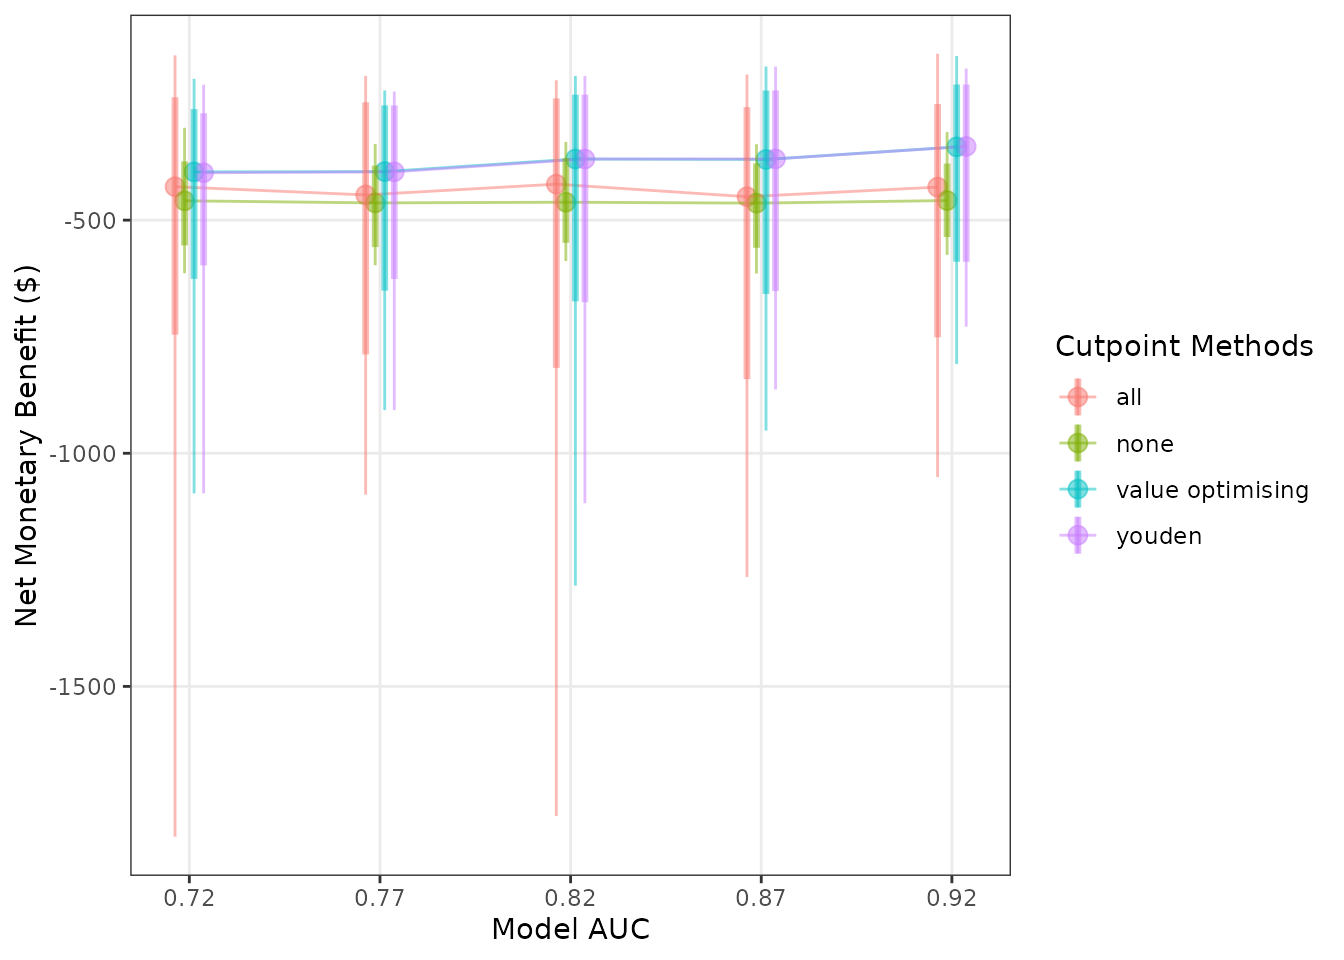 Net Monetary Benefit ($)
-500
-1000
-1500
0.72
0.77
0.82
0.87
0.92
Model AUC
Cutpoint Methods
all
none
value optimising
youden